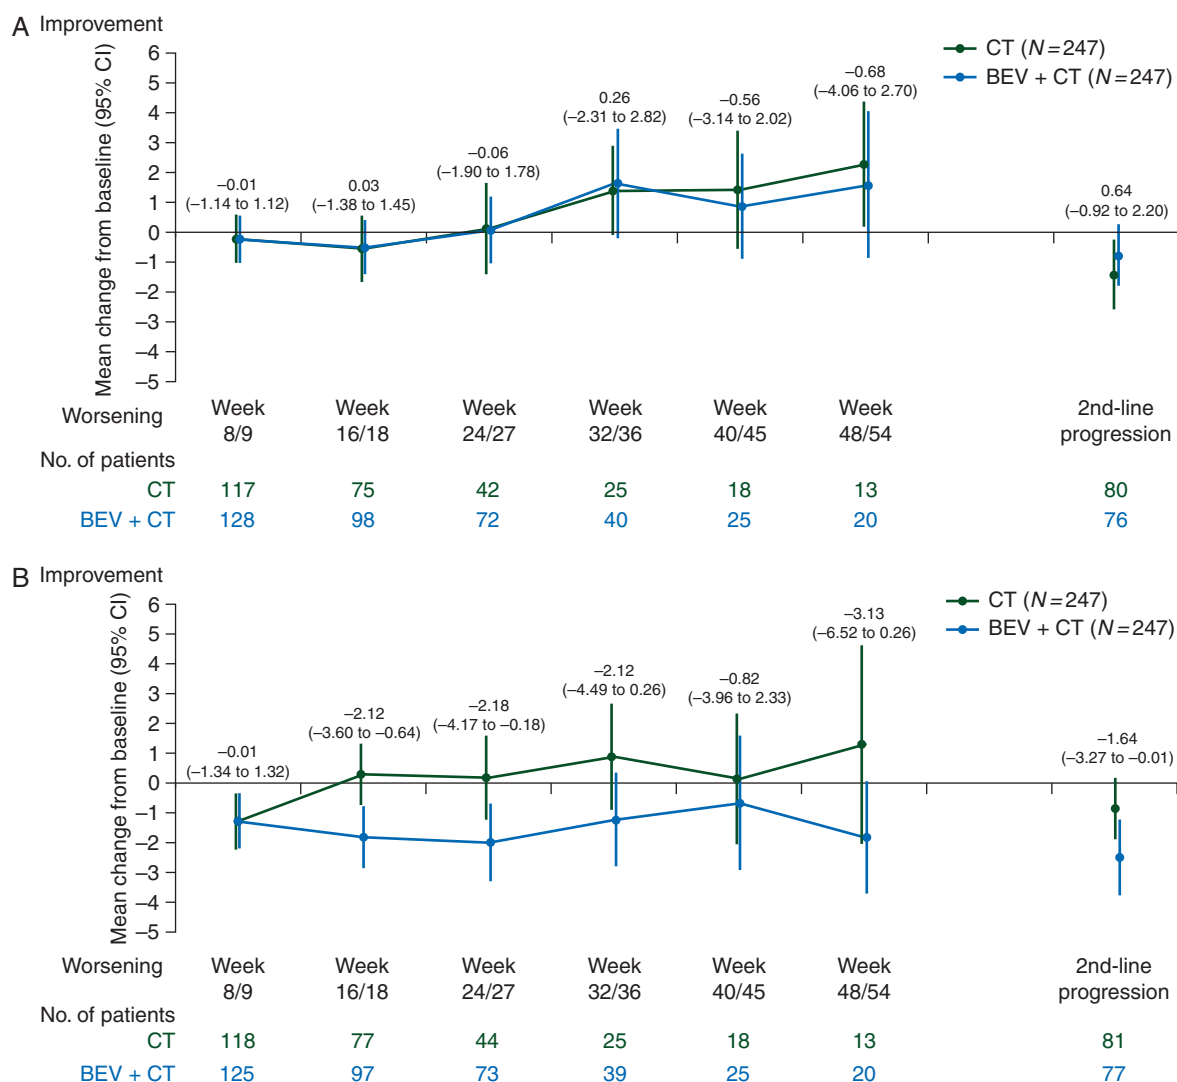 A Improvement
Mean change from baseline (95% CI)
6
5
4
3
2
1
0
–1
–2
–3
–4
–5
CT (N=247)
BEV + CT (N=247)
–0.01
(–1.14 to 1.12)
0.03
(–1.38 to 1.45)
–0.06
(–1.90 to 1.78)
0.26
(–2.31 to 2.82)
–0.56
(–3.14 to 2.02)
–0.68
(–4.06 to 2.70)
0.64
(–0.92 to 2.20)
Worsening
Week 8/9
Week 16/18
Week 24/27
Week 32/36
Week 40/45
Week 48/54
2nd-line progression
No. of patients
CT 117 75 42 25 18 13 80
BEV + CT 128 98 72 40 25 20 76
B Improvement
Mean change from baseline (95% CI)
6
5
4
3
2
1
0
–1
–2
–3
–4
–5
CT (N=247)
BEV + CT (N=247)
–0.01
(–1.34 to 1.32)
–2.12
(–3.60 to –0.64)
–2.18
(–4.17 to –0.18)
–2.12
(–4.49 to 0.26)
–0.82
(–3.96 to 2.33)
–3.13
(–6.52 to 0.26)
–1.64
(–3.27 to –0.01)
Worsening
Week 8/9
Week 16/18
Week 24/27
Week 32/36
Week 40/45
Week 48/54
2nd-line progression
No. of patients
CT 118 77 44 25 18 13 81
BEV + CT 125 97 73 39 25 20 77